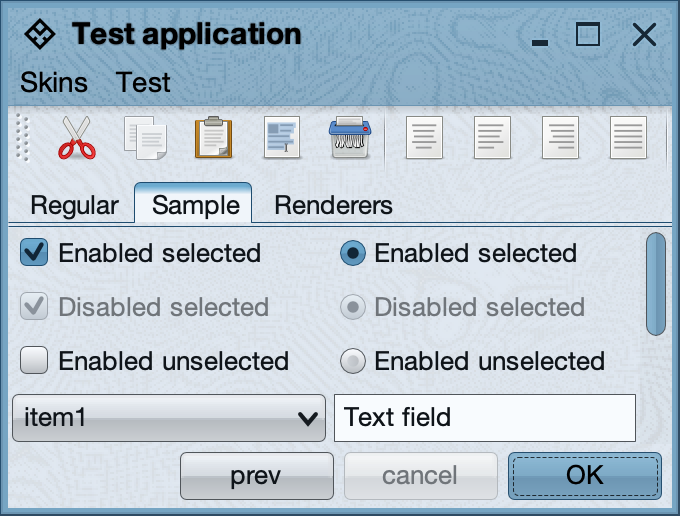 Test application
Skins Test
Regular Sample Renderers
Enabled selected Enabled selected
Disabled selected Disabled selected
Enabled unselected Enabled unselected
item1 Text field
prev cancel OK